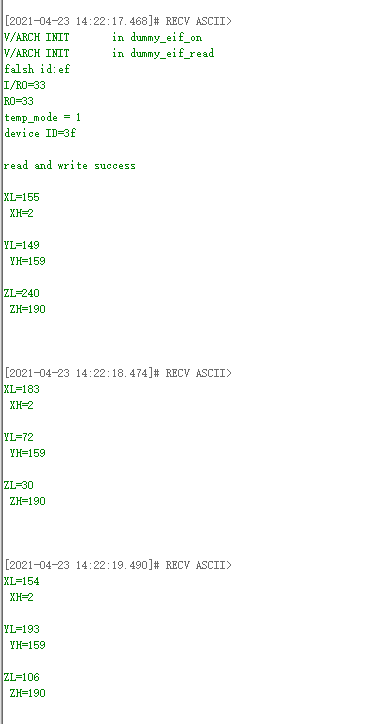 [2021-04-23 14:22:17.468]# RECV ASCII>
V/ARCH INIT       in dummy_eif_on
V/ARCH INIT       in dummy_eif_read
falsh id:ef
I/RO=33
RO=33
temp_mode = 1
device ID=3f
read and write success
XL=155
XH=2
YL=149
YH=159
ZL=240
ZH=190
[2021-04-23 14:22:18.474]# RECV ASCII>
XL=183
XH=2
YL=72
YH=159
ZL=30
ZH=190
[2021-04-23 14:22:19.490]# RECV ASCII>
XL=154
XH=2
YL=193
YH=159
ZL=106
ZH=190